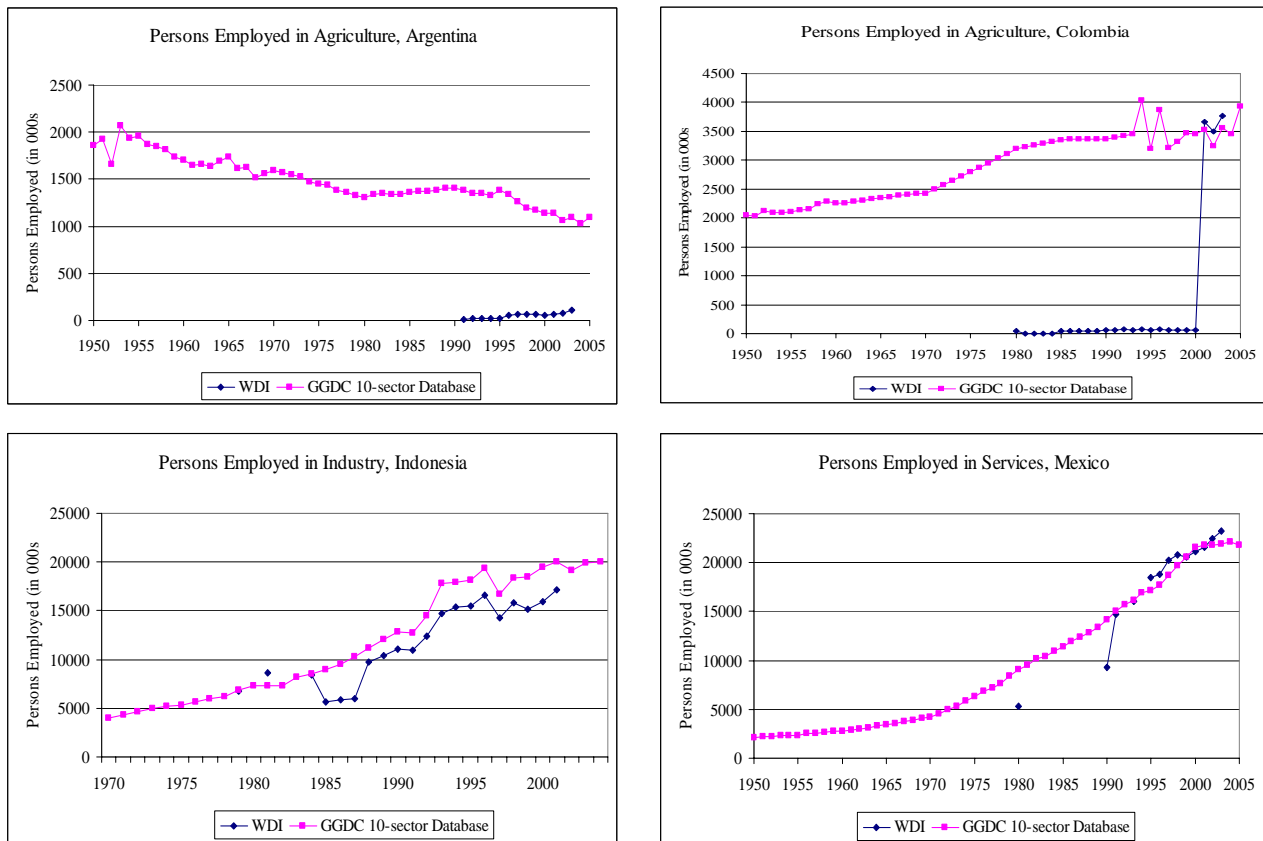 Persons Employed in Agriculture, Argentina
Persons Employed (in 000s
2500
2000
1500
1000
500
0
1950 1955 1960 1965 1970 1975 1980 1985 1990 1995 2000 2005
WDI GGDC 10-sector Database
Persons Employed in Agriculture, Colombia
Persons Employed (in 000s
4500
4000
3500
3000
2500
2000
1500
1000
500
0
1950 1955 1960 1965 1970 1975 1980 1985 1990 1995 2000 2005
WDI GGDC 10-sector Database
Persons Employed in Industry, Indonesia
Persons Employed (in 000s
25000
20000
15000
10000
5000
0
1970 1975 1980 1985 1990 1995 2000
WDI GGDC 10-sector Database
Persons Employed in Services, Mexico
Persons Employed (in 000s
25000
20000
15000
10000
5000
0
1950 1955 1960 1965 1970 1975 1980 1985 1990 1995 2000 2005
WDI GGDC 10-sector Database